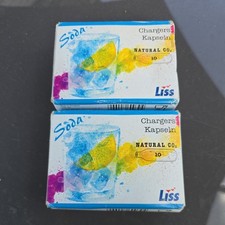 Soda
Chargers
Kapseln
NATURAL CO₂
10
Liss
Soda
Chargers
Kapseln
NATURAL CO₂
10
Liss